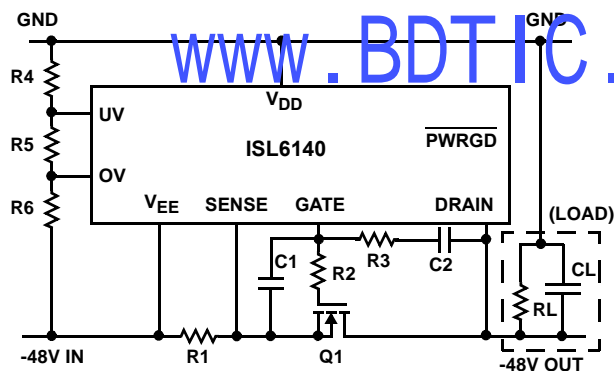 GND
GND
WWW.BDTIC.
R4
VDD
UV
R5
ISL6140
PWRGD
OV
R6
VEE
SENSE
GATE
DRAIN
(LOAD)
C1
R2
R3
C2
CL
RL
-48V IN
R1
Q1
-48V OUT